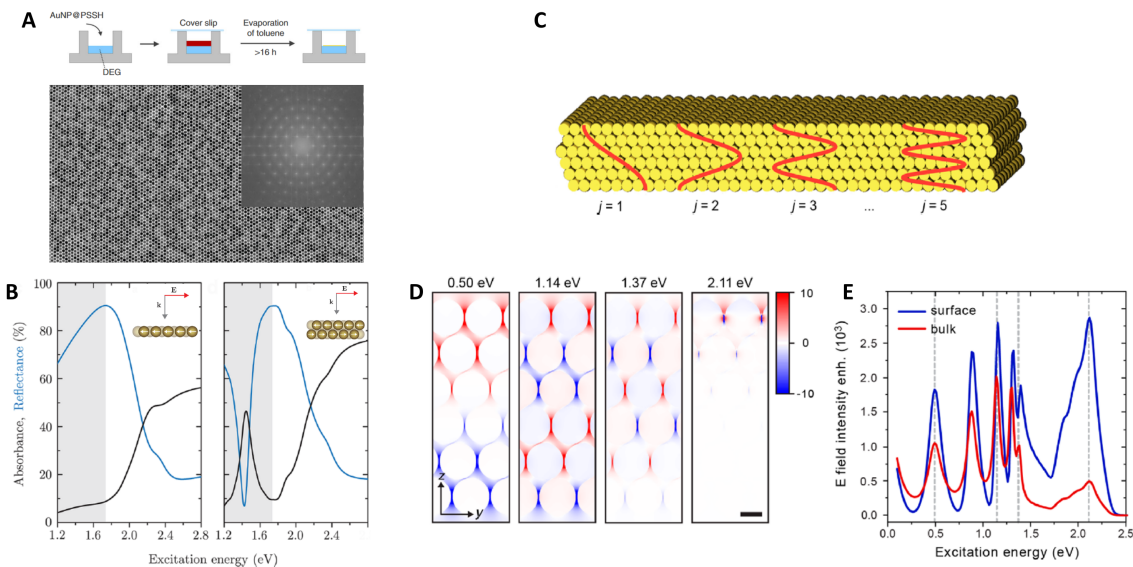 A
AuNP@PSSH
DEG
Cover slip
Evaporation
of toluene
>16 h
B
Absorbance, Reflectance (%)
100
80
60
40
20
0
k
E
1.2 1.6 2.0 2.4 2.8
k
E
1.2 1.6 2.0 2.4 2.8
Excitation energy (eV)
C
j = 1 j = 2 j = 3 ... j = 5
D
0.50 eV 1.14 eV 1.37 eV 2.11 eV
z
y
10
0
-10
E
E field intensity enh. (10³)
3.0
2.5
2.0
1.5
1.0
0.5
0
surface
bulk
0.0 0.5 1.0 1.5 2.0 2.5
Excitation energy (eV)